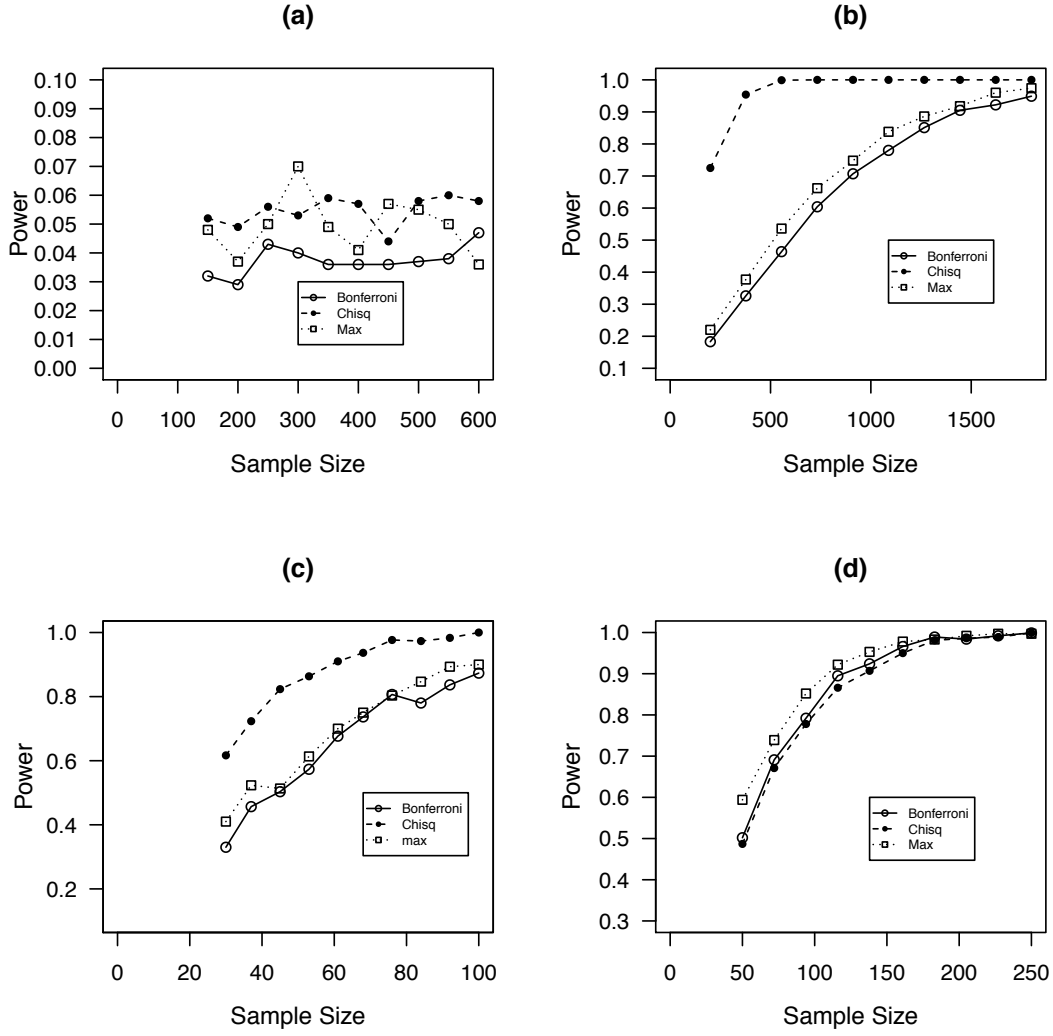 (a)
Power
0.10
0.09
0.08
0.07
0.06
0.05
0.04
0.03
0.02
0.01
0.00
Bonferroni
Chisq
Max
0 100 200 300 400 500 600
Sample Size
(b)
Power
1.0
0.9
0.8
0.7
0.6
0.5
0.4
0.3
0.2
0.1
Bonferroni
Chisq
Max
0 500 1000 1500
Sample Size
(c)
Power
1.0
0.8
0.6
0.4
0.2
Bonferroni
Chisq
max
0 20 40 60 80 100
Sample Size
(d)
Power
1.0
0.9
0.8
0.7
0.6
0.5
0.4
0.3
Bonferroni
Chisq
Max
0 50 100 150 200 250
Sample Size